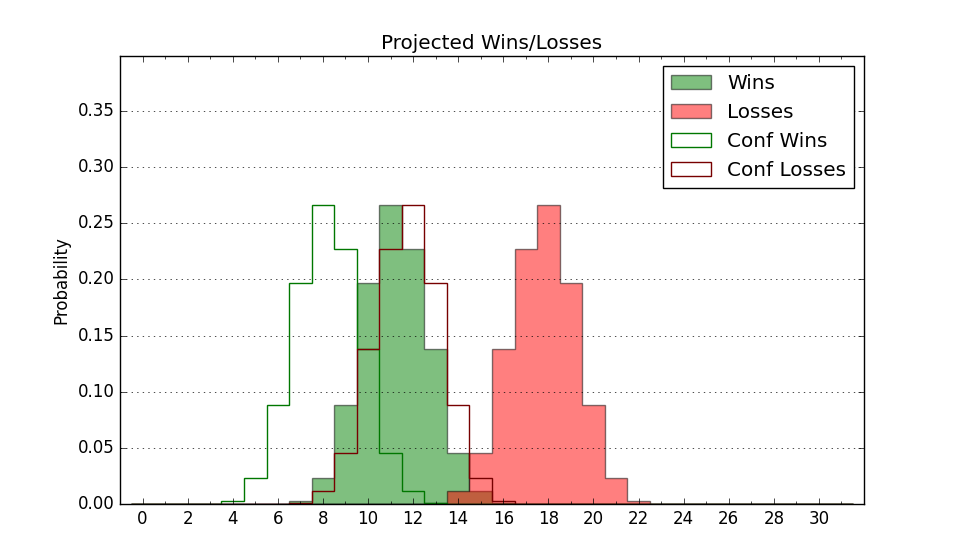 Projected Wins/Losses
Wins
Losses
Conf Wins
Conf Losses
Probability
0.35
0.30
0.25
0.20
0.15
0.10
0.05
0.00
0 2 4 6 8 10 12 14 16 18 20 22 24 26 28 30